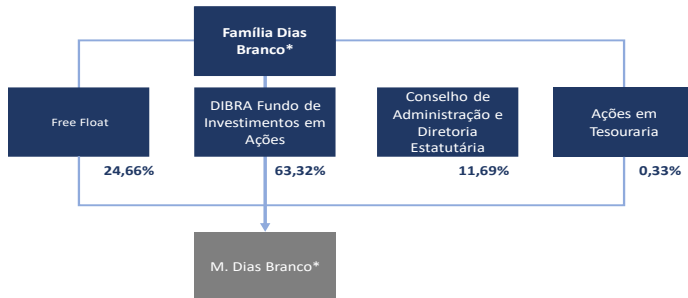 Família Dias
Branco*
Free Float
DIBRA Fundo de
Investimentos em
Ações
Conselho de
Administração e
Diretoria
Estatutária
Ações em
Tesouraria
24,66%
63,32%
11,69%
0,33%
M. Dias Branco*